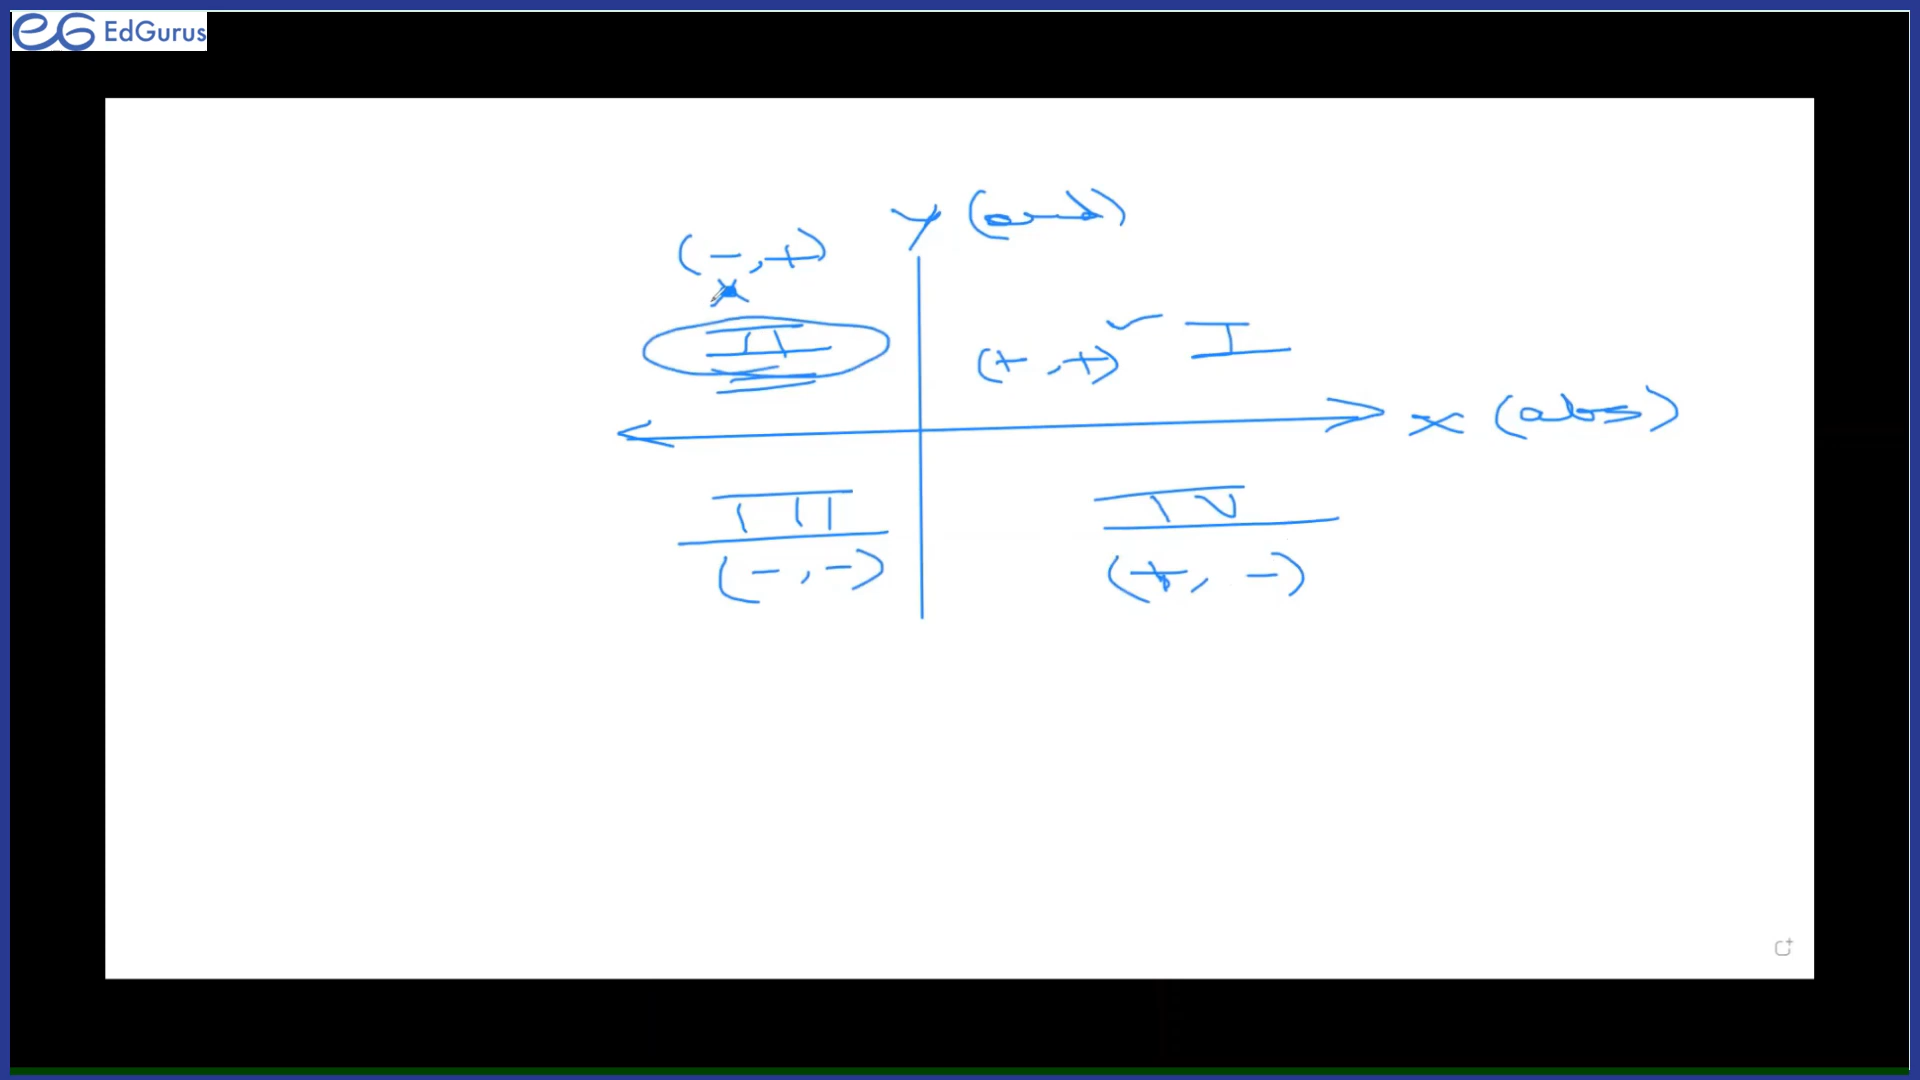 EdGurus
Y (ord)
(-,+)
x
II
(+,+) ✓ I
X (abs)
III
IV
(-,-)
(+,-)